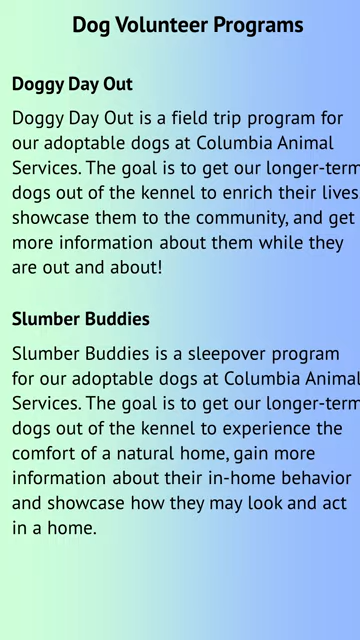 Dog Volunteer Programs
Doggy Day Out
Doggy Day Out is a field trip program for
our adoptable dogs at Columbia Animal
Services. The goal is to get our longer-term
dogs out of the kennel to enrich their lives
showcase them to the community, and get
more information about them while they
are out and about!
Slumber Buddies
Slumber Buddies is a sleepover program
for our adoptable dogs at Columbia Animal
Services. The goal is to get our longer-term
dogs out of the kennel to experience the
comfort of a natural home, gain more
information about their in-home behavior
and showcase how they may look and act
in a home.